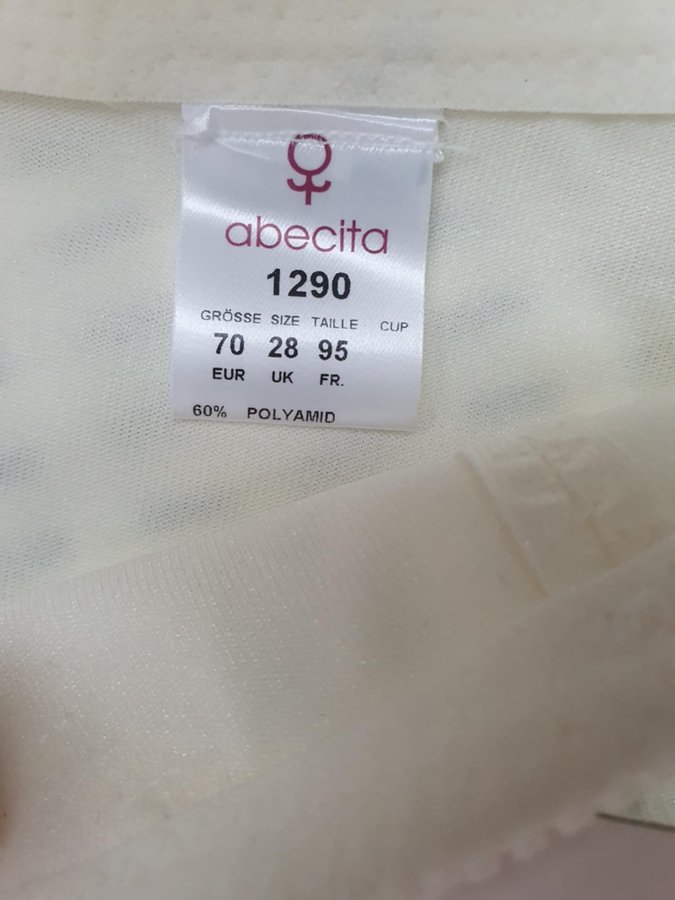 abecita
1290
GRÖSSE SIZE TAILLE CUP
70 28 95
EUR UK FR.
60% POLYAMID